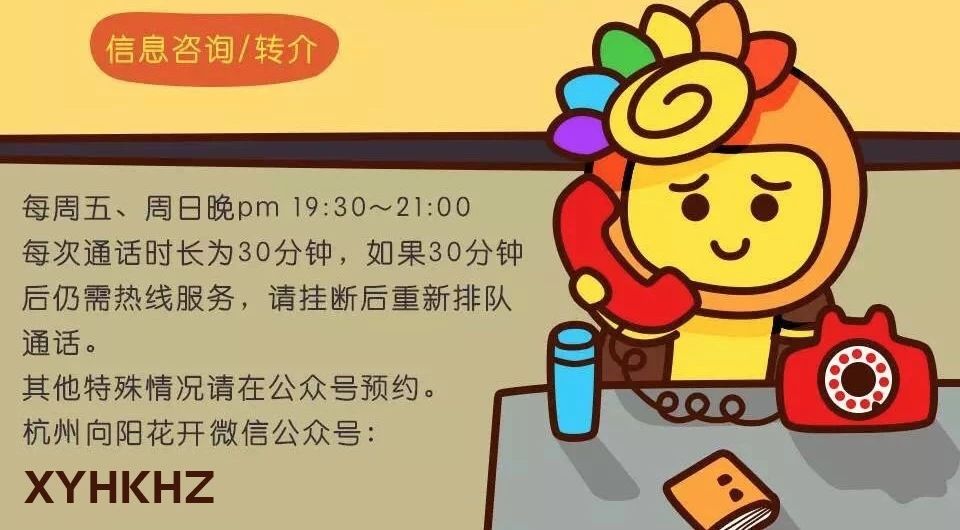 信息咨询/转介
每周五、周日晚pm 19:30～21:00
每次通话时长为30分钟，如果30分钟
后仍需热线服务，请挂断后重新排队
通话。
其他特殊情况请在公众号预约。
杭州向阳花开微信公众号：
XYHKHZ